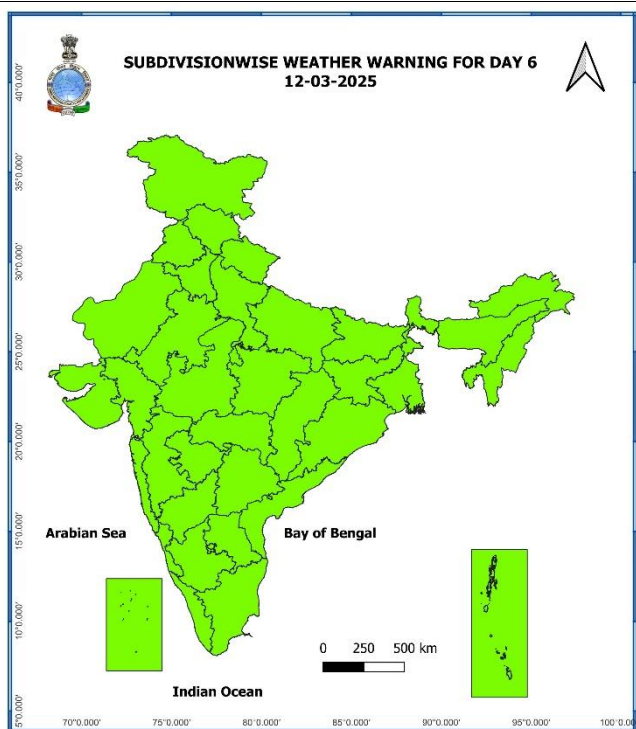 SUBDIVISIONWISE WEATHER WARNING FOR DAY 6
12-03-2025
40°0.000'
35°0.000'
30°0.000'
25°0.000'
20°0.000'
15°0.000'
10°0.000'
5°0.000'
Arabian Sea
Bay of Bengal
0 250 500 km
Indian Ocean
70°0.000' 75°0.000' 80°0.000' 85°0.000' 90°0.000' 95°0.000' 100°0.000'